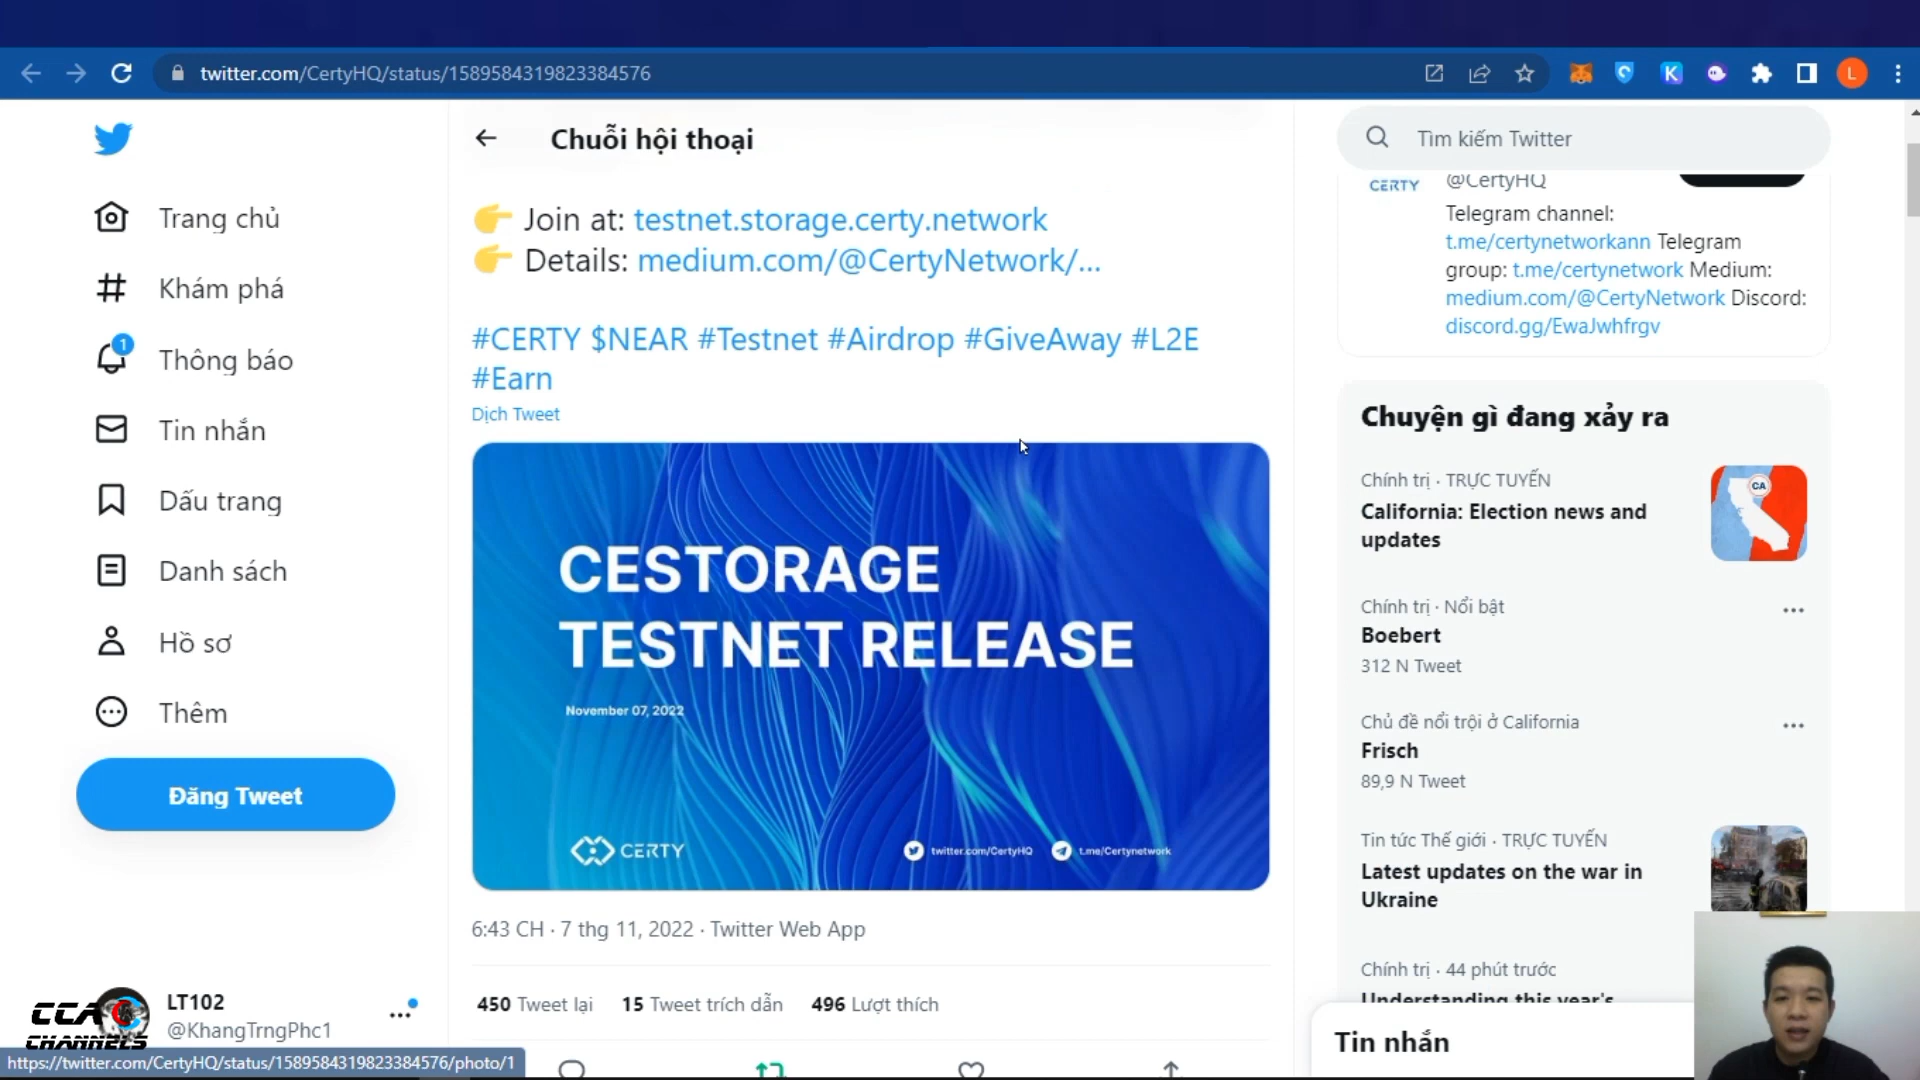 twitter.com/CertyHQ/status/1589584319823384576
K
L
Chuỗi hội thoại
Trang chủ
Khám phá
1
Thông báo
Tin nhắn
Dấu trang
Danh sách
Hồ sơ
Thêm
Đăng Tweet
LT102
@KhangTrngPhc1
CCA
CHANNELS
https://twitter.com/CertyHQ/status/1589584319823384576/photo/1
👉 Join at: testnet.storage.certy.network
👉 Details: medium.com/@CertyNetwork/...
#CERTY $NEAR #Testnet #Airdrop #GiveAway #L2E
#Earn
Dịch Tweet
CESTORAGE
TESTNET RELEASE
November 07, 2022
CERTY
twitter.com/CertyHQ
t.me/Certynetwork
6:43 CH · 7 thg 11, 2022 · Twitter Web App
450 Tweet lại 15 Tweet trích dẫn 496 Lượt thích
Tìm kiếm Twitter
CERTY
@CertyHQ
Telegram channel:
t.me/certynetworkann Telegram
group: t.me/certynetwork Medium:
medium.com/@CertyNetwork Discord:
discord.gg/EwaJwhfrgv
Chuyện gì đang xảy ra
Chính trị · TRỰC TUYẾN
California: Election news and
updates
CA
Chính trị · Nổi bật
Boebert
312 N Tweet
Chủ đề nổi trội ở California
Frisch
89,9 N Tweet
Tin tức Thế giới · TRỰC TUYẾN
Latest updates on the war in
Ukraine
Chính trị · 44 phút trước
Understanding this year's
Tin nhắn